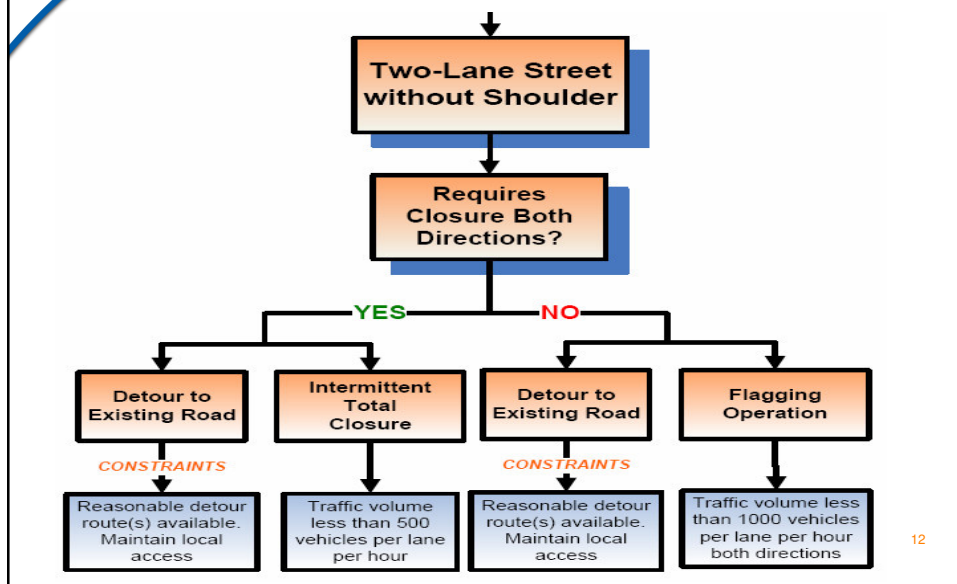 Two-Lane Street
without Shoulder
Requires
Closure Both
Directions?
YES
NO
Detour to
Existing Road
Intermittent
Total
Closure
Detour to
Existing Road
Flagging
Operation
CONSTRAINTS
CONSTRAINTS
Reasonable detour
route(s) available.
Maintain local
access
Traffic volume
less than 500
vehicles per lane
per hour
Reasonable detour
route(s) available.
Maintain local
access
Traffic volume less
than 1000 vehicles
per lane per hour
both directions
12